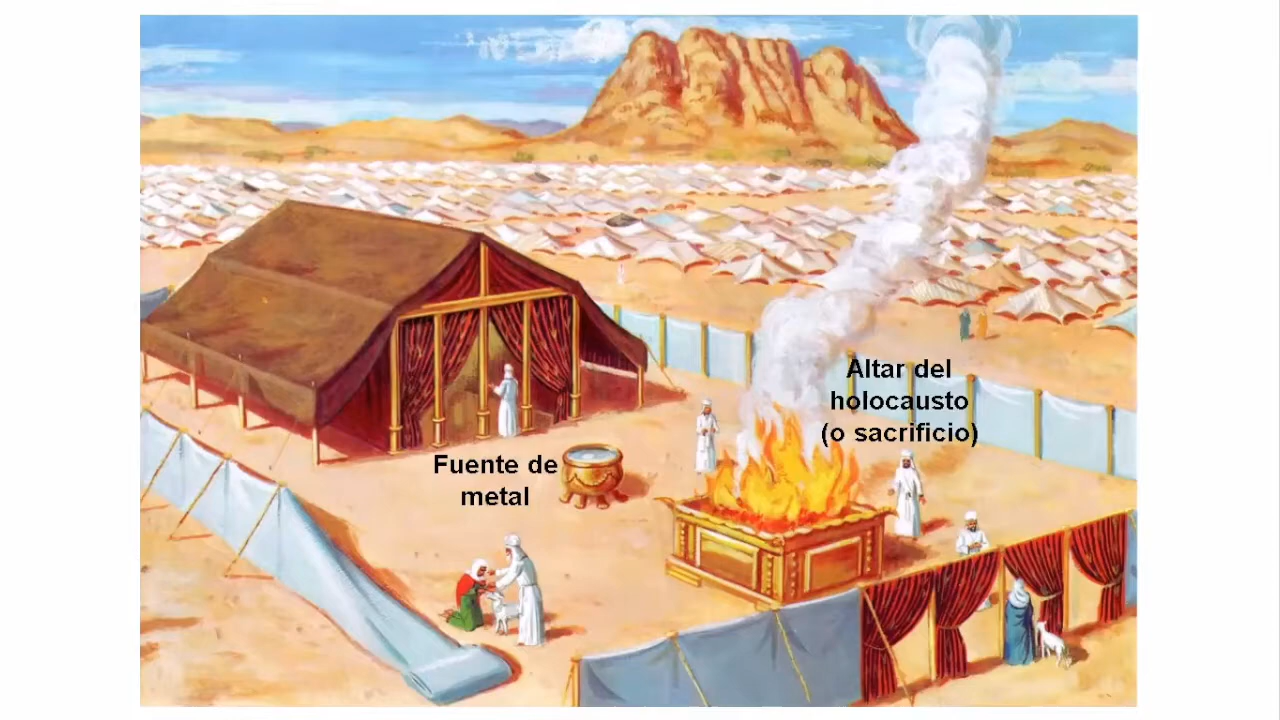 Altar del
holocausto
(o sacrificio)
Fuente de
metal